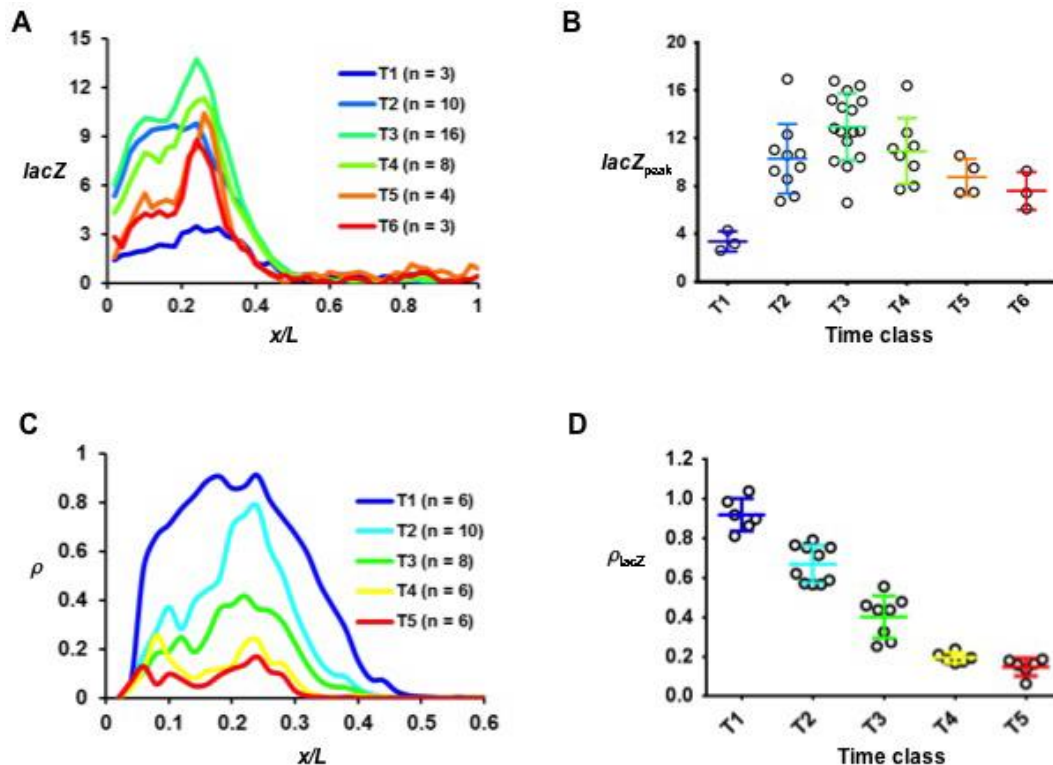 A
lacZ
15
12
9
6
3
0
0
0.2
0.4
0.6
0.8
1
x/L
T1 (n = 3)
T2 (n = 10)
T3 (n = 16)
T4 (n = 8)
T5 (n = 4)
T6 (n = 3)
B
lacZpeak
20
16
12
8
4
0
T1
T2
T3
T4
T5
T6
Time class
C
ρ
1
0.8
0.6
0.4
0.2
0
0
0.1
0.2
0.3
0.4
0.5
0.6
x/L
T1 (n = 6)
T2 (n = 10)
T3 (n = 8)
T4 (n = 6)
T5 (n = 6)
D
ρlacZ
1.2
1.0
0.8
0.6
0.4
0.2
0.0
T1
T2
T3
T4
T5
Time class